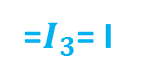 =I₃= I